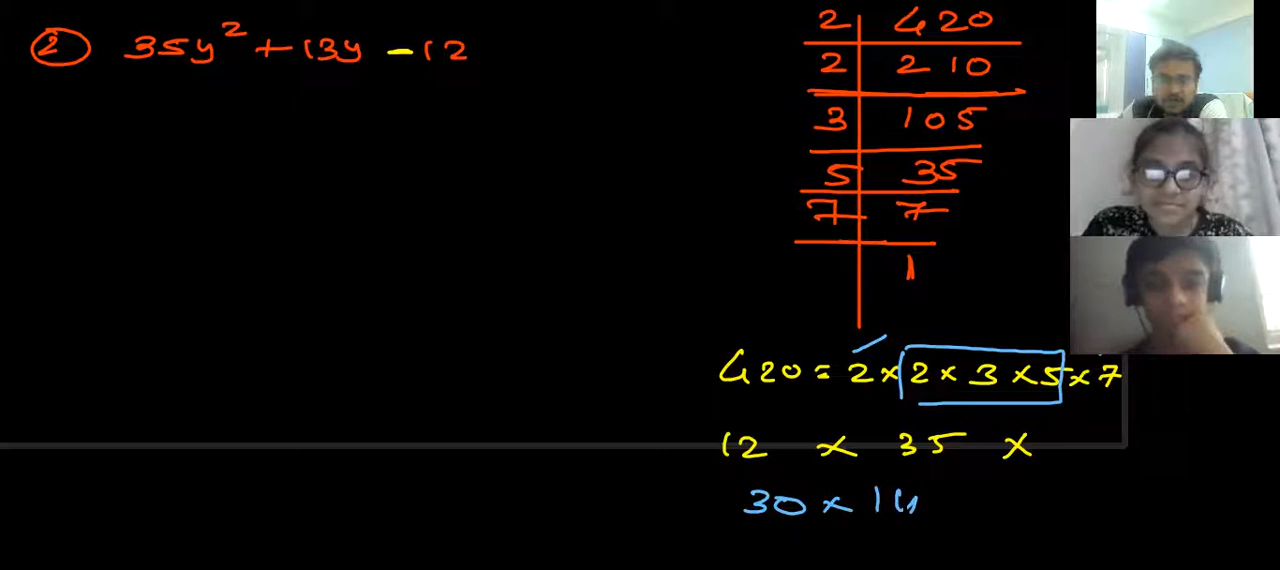 ② 35y² + 13y - 12
2 | 420
2 | 210
3 | 105
5 | 35
7 | 7
1
420 = 2 × 2 × 3 × 5 × 7
12 × 35 ×
30 × 14